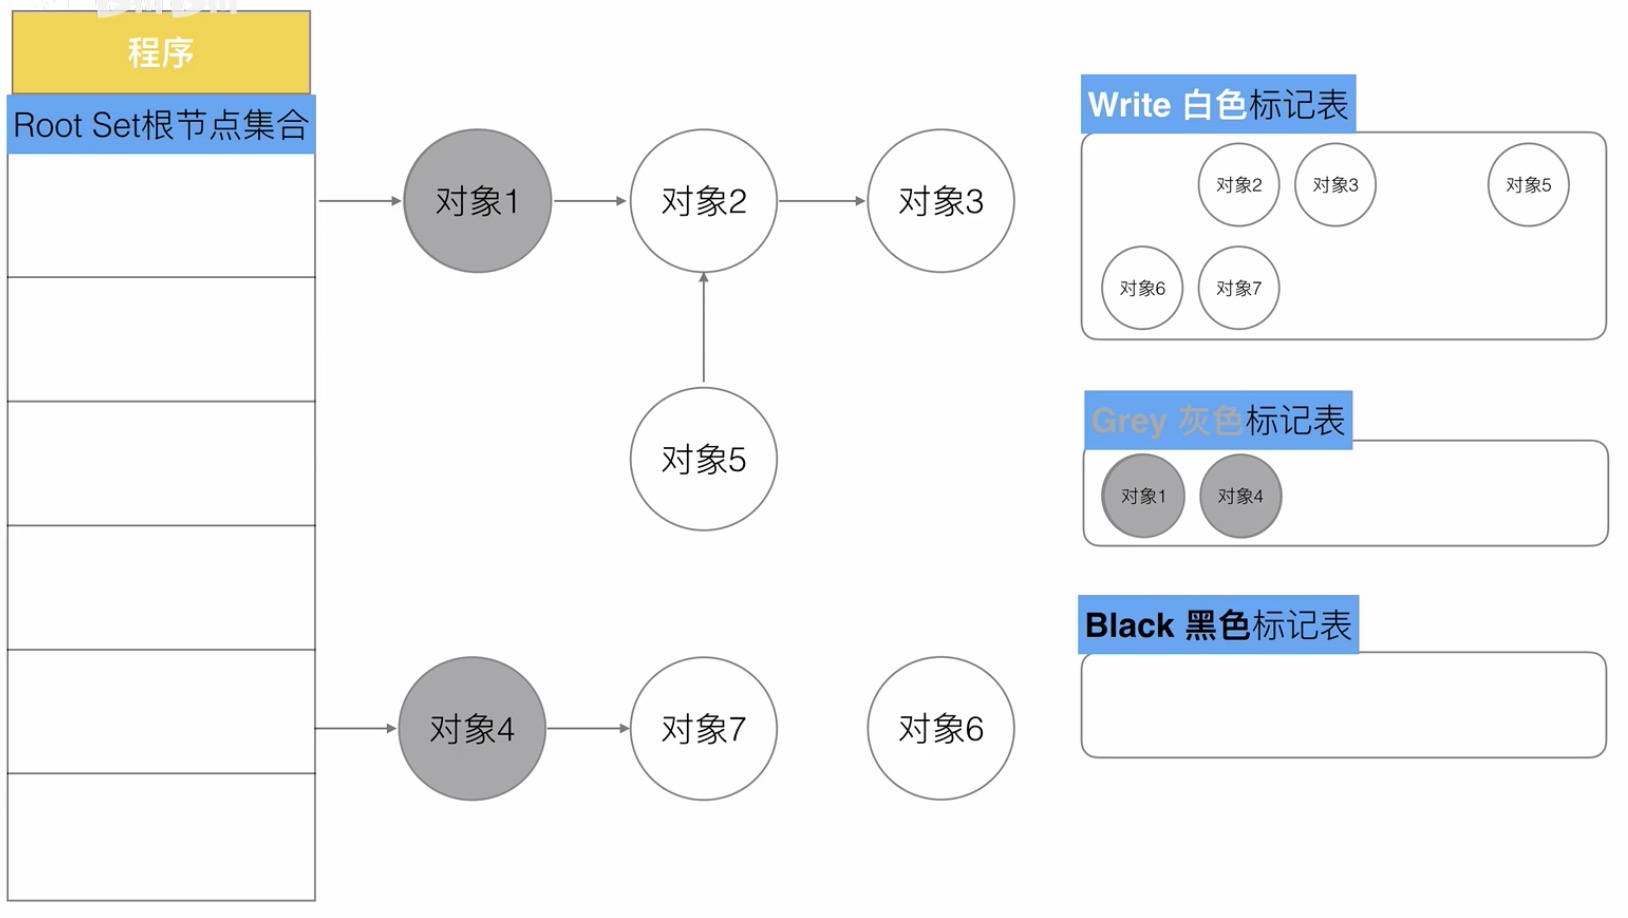 程序
Root Set根节点集合
对象1
对象2
对象3
对象5
对象4
对象7
对象6
Write 白色标记表
对象2
对象3
对象5
对象6
对象7
Grey 灰色标记表
对象1
对象4
Black 黑色标记表